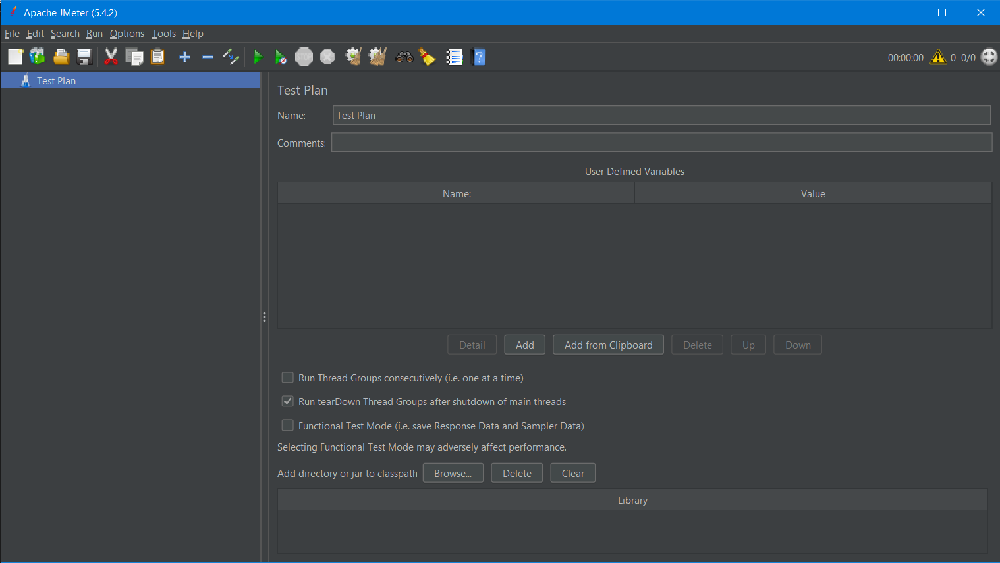 Apache JMeter (5.4.2)
File Edit Search Run Options Tools Help
STOP
00:00:00 0 0/0
Test Plan
Test Plan
Name: Test Plan
Comments:
User Defined Variables
Name: Value
Detail Add Add from Clipboard Delete Up Down
Run Thread Groups consecutively (i.e. one at a time)
Run tearDown Thread Groups after shutdown of main threads
Functional Test Mode (i.e. save Response Data and Sampler Data)
Selecting Functional Test Mode may adversely affect performance.
Add directory or jar to classpath Browse... Delete Clear
Library